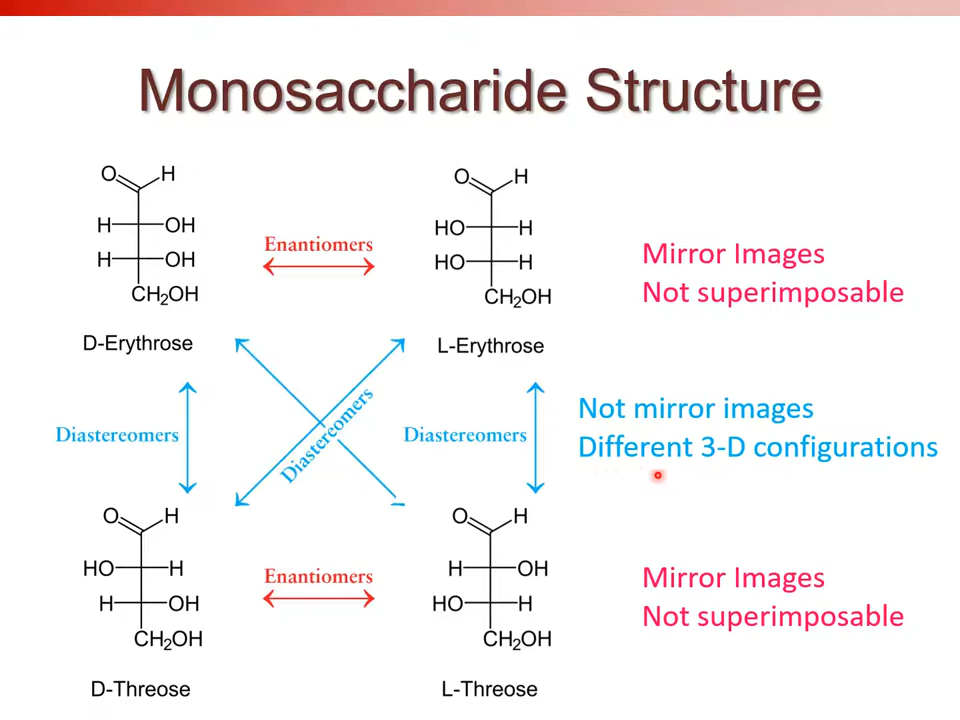 Monosaccharide Structure
O H
H OH
H OH
CH2OH
D-Erythrose
Enantiomers
O H
HO H
HO H
CH2OH
L-Erythrose
Mirror Images
Not superimposable
Diastereomers
Diastereomers
Diastereomers
Not mirror images
Different 3-D configurations
O H
HO H
H OH
CH2OH
D-Threose
Enantiomers
O H
H OH
HO H
CH2OH
L-Threose
Mirror Images
Not superimposable